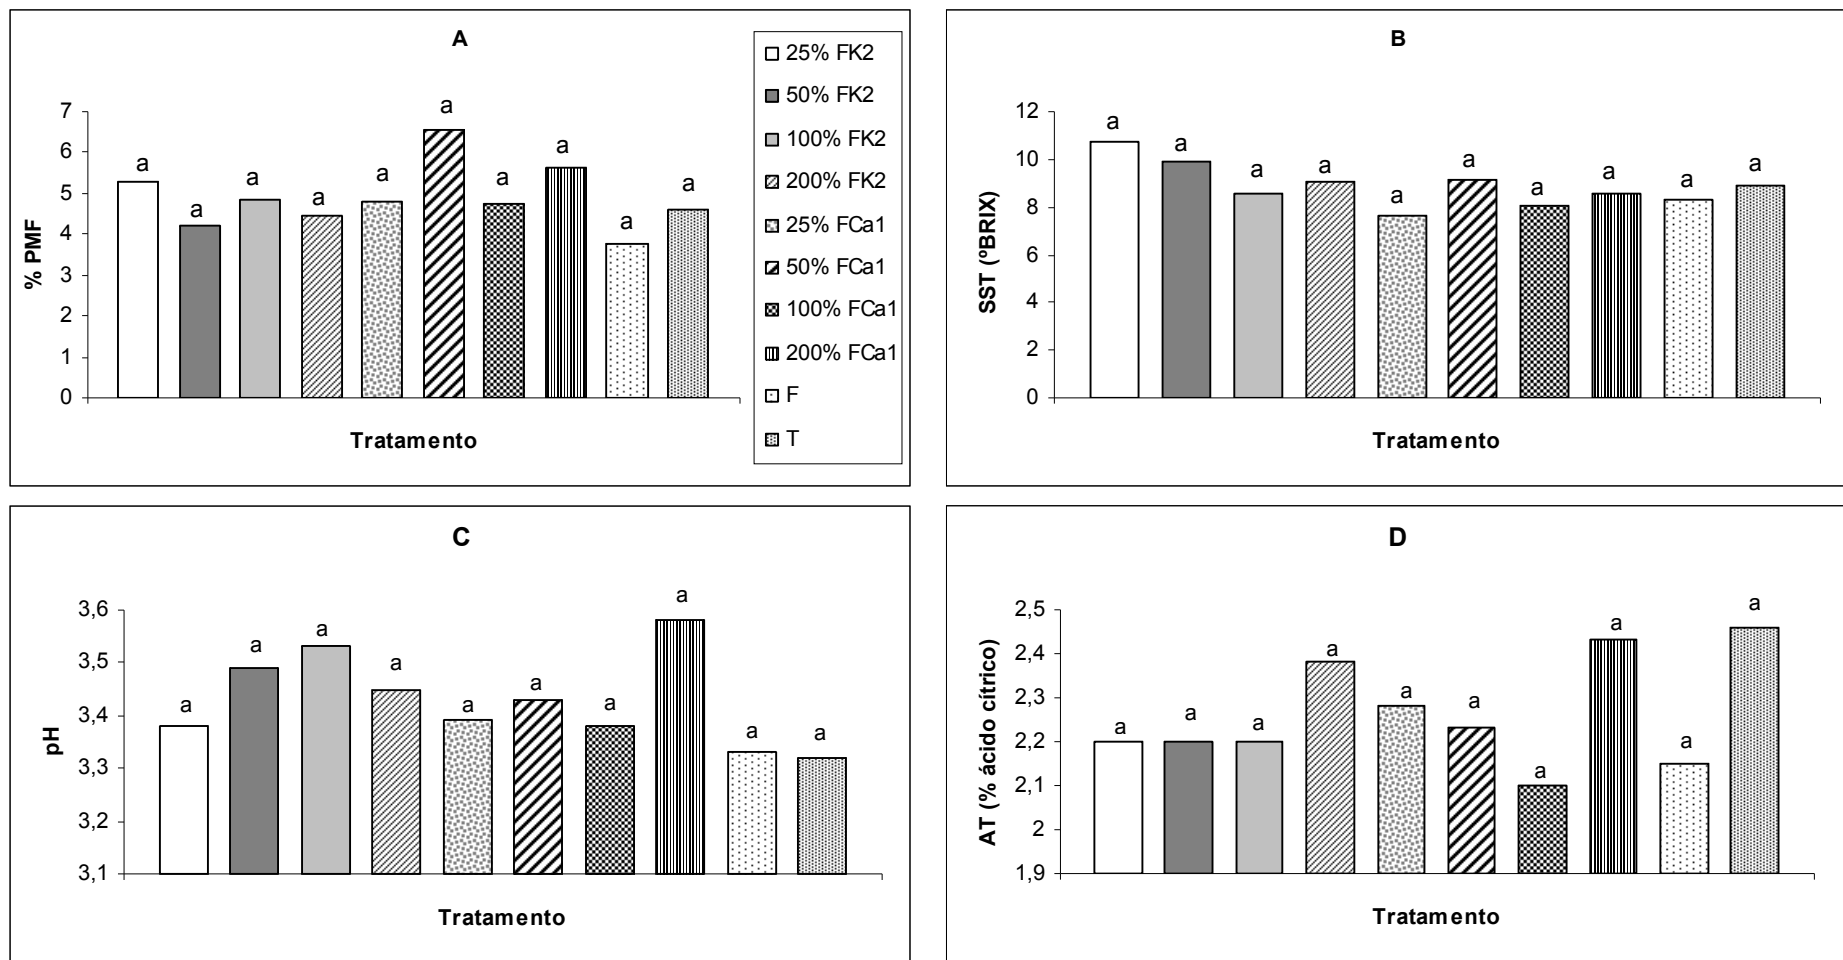 A
% PMF
7
6
5
4
3
2
1
0
a
a
a
a
a
a
a
a
a
a
Tratamento
25% FK2
50% FK2
100% FK2
200% FK2
25% FCa1
50% FCa1
100% FCa1
200% FCa1
F
T
B
SST (ºBRIX)
12
10
8
6
4
2
0
a
a
a
a
a
a
a
a
a
a
Tratamento
C
pH
3,6
3,5
3,4
3,3
3,2
3,1
a
a
a
a
a
a
a
a
a
a
Tratamento
D
AT (% ácido cítrico)
2,5
2,4
2,3
2,2
2,1
2
1,9
a
a
a
a
a
a
a
a
a
a
Tratamento